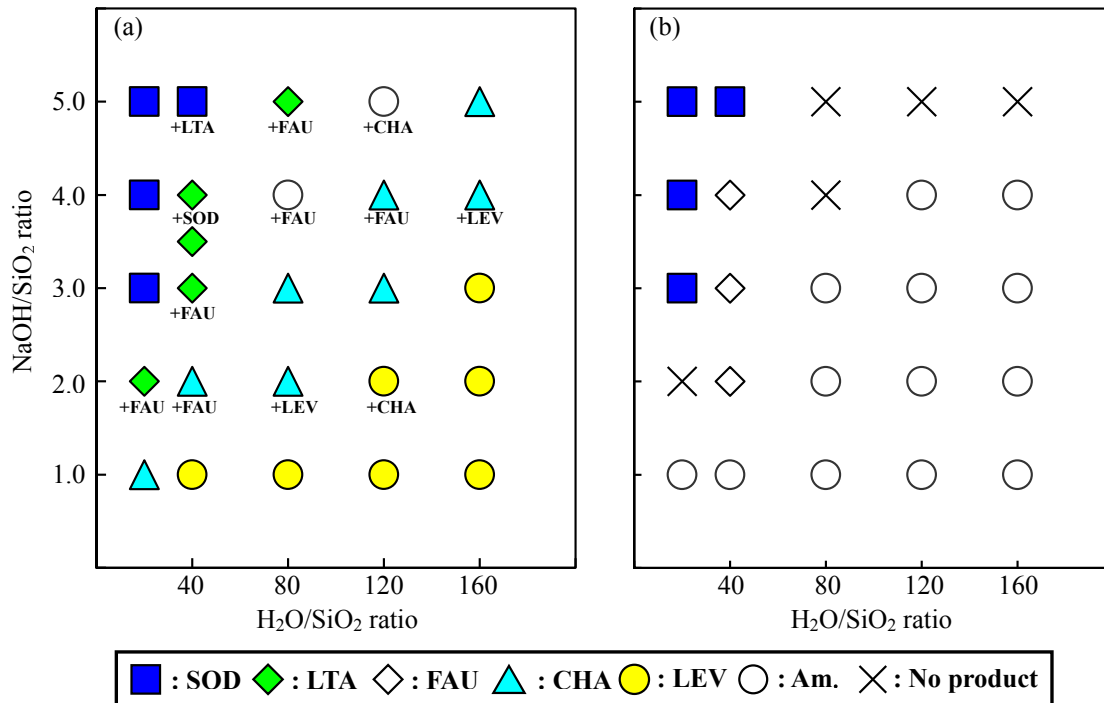 (a)
(b)
NaOH/SiO₂ ratio
5.0
+LTA
+FAU
+CHA
4.0
+SOD
+FAU
+FAU
+LEV
3.0
+FAU
2.0
+FAU
+FAU
+LEV
+CHA
1.0
40 80 120 160
40 80 120 160
H₂O/SiO₂ ratio
H₂O/SiO₂ ratio
: SOD : LTA : FAU : CHA : LEV : Am. : No product